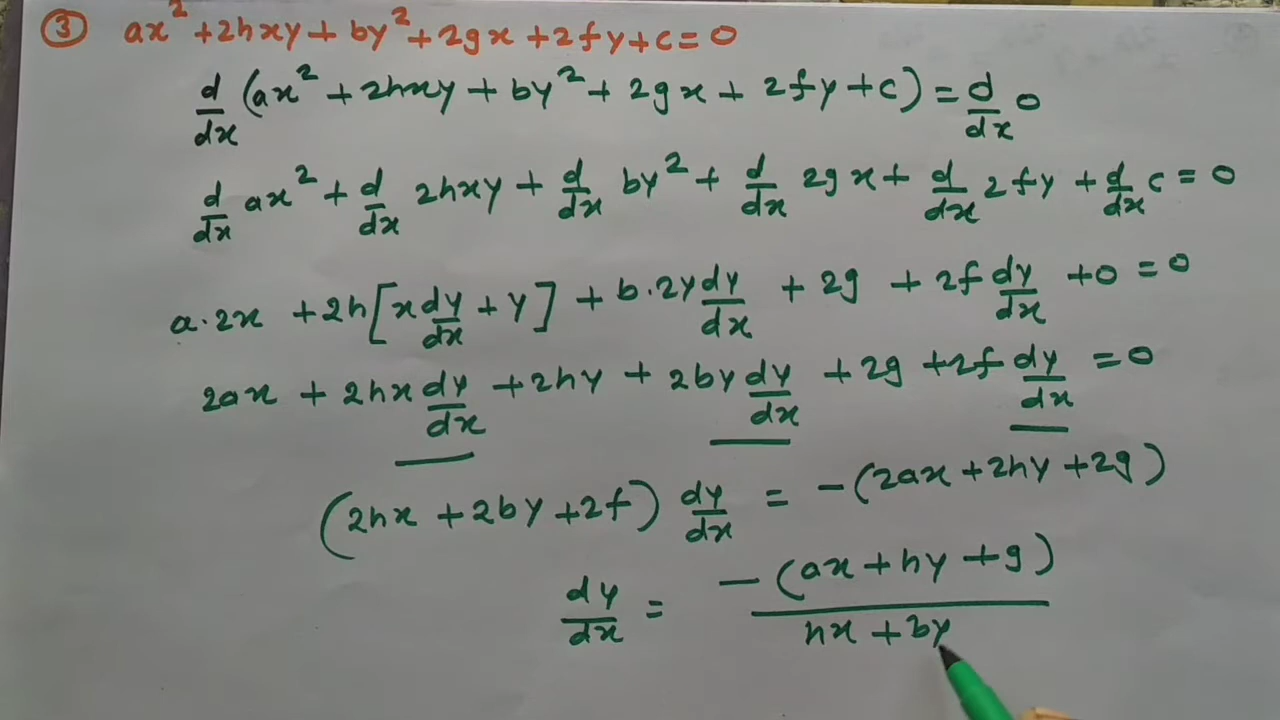 ③ ax² + 2hxy + by² + 2gx + 2fy + c = 0
d/dx (ax² + 2hxy + by² + 2gx + 2fy + c) = d/dx 0
d/dx ax² + d/dx 2hxy + d/dx by² + d/dx 2gx + d/dx 2fy + d/dx c = 0
a·2x + 2h[x dy/dx + y] + b·2y dy/dx + 2g + 2f dy/dx + 0 = 0
2ax + 2hx dy/dx + 2hy + 2by dy/dx + 2g + 2f dy/dx = 0
(2hx + 2by + 2f) dy/dx = -(2ax + 2hy + 2g)
dy/dx = -(ax + hy + g)/hx + by